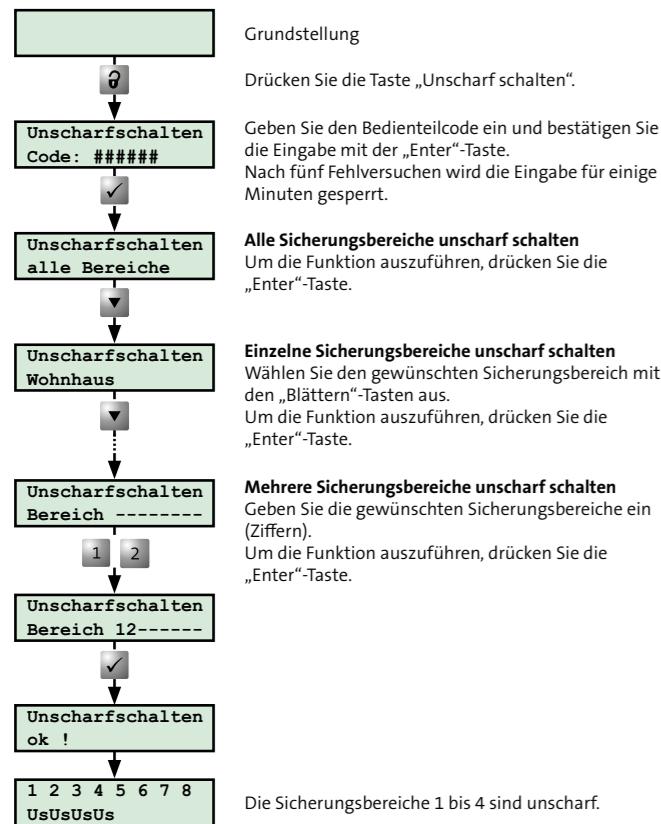 Grundstellung
Drücken Sie die Taste „Unscharf schalten“.
Unscharfschalten
Code: ######
Geben Sie den Bedienteilcode ein und bestätigen Sie
die Eingabe mit der „Enter“-Taste.
Nach fünf Fehlversuchen wird die Eingabe für einige
Minuten gesperrt.
Unscharfschalten
alle Bereiche
Alle Sicherungsbereiche unscharf schalten
Um die Funktion auszuführen, drücken Sie die
„Enter“-Taste.
Unscharfschalten
Wohnhaus
Einzelne Sicherungsbereiche unscharf schalten
Wählen Sie den gewünschten Sicherungsbereich mit
den „Blättern“-Tasten aus.
Um die Funktion auszuführen, drücken Sie die
„Enter“-Taste.
Unscharfschalten
Bereich --------
Mehrere Sicherungsbereiche unscharf schalten
Geben Sie die gewünschten Sicherungsbereiche ein
(Ziffern).
Um die Funktion auszuführen, drücken Sie die
„Enter“-Taste.
1 2
Unscharfschalten
Bereich 12------
Unscharfschalten
ok !
1 2 3 4 5 6 7 8
UsUsUsUs
Die Sicherungsbereiche 1 bis 4 sind unscharf.